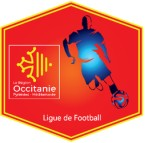 La Région
Occitanie
Pyrénées - Méditerranée
Ligue de Football